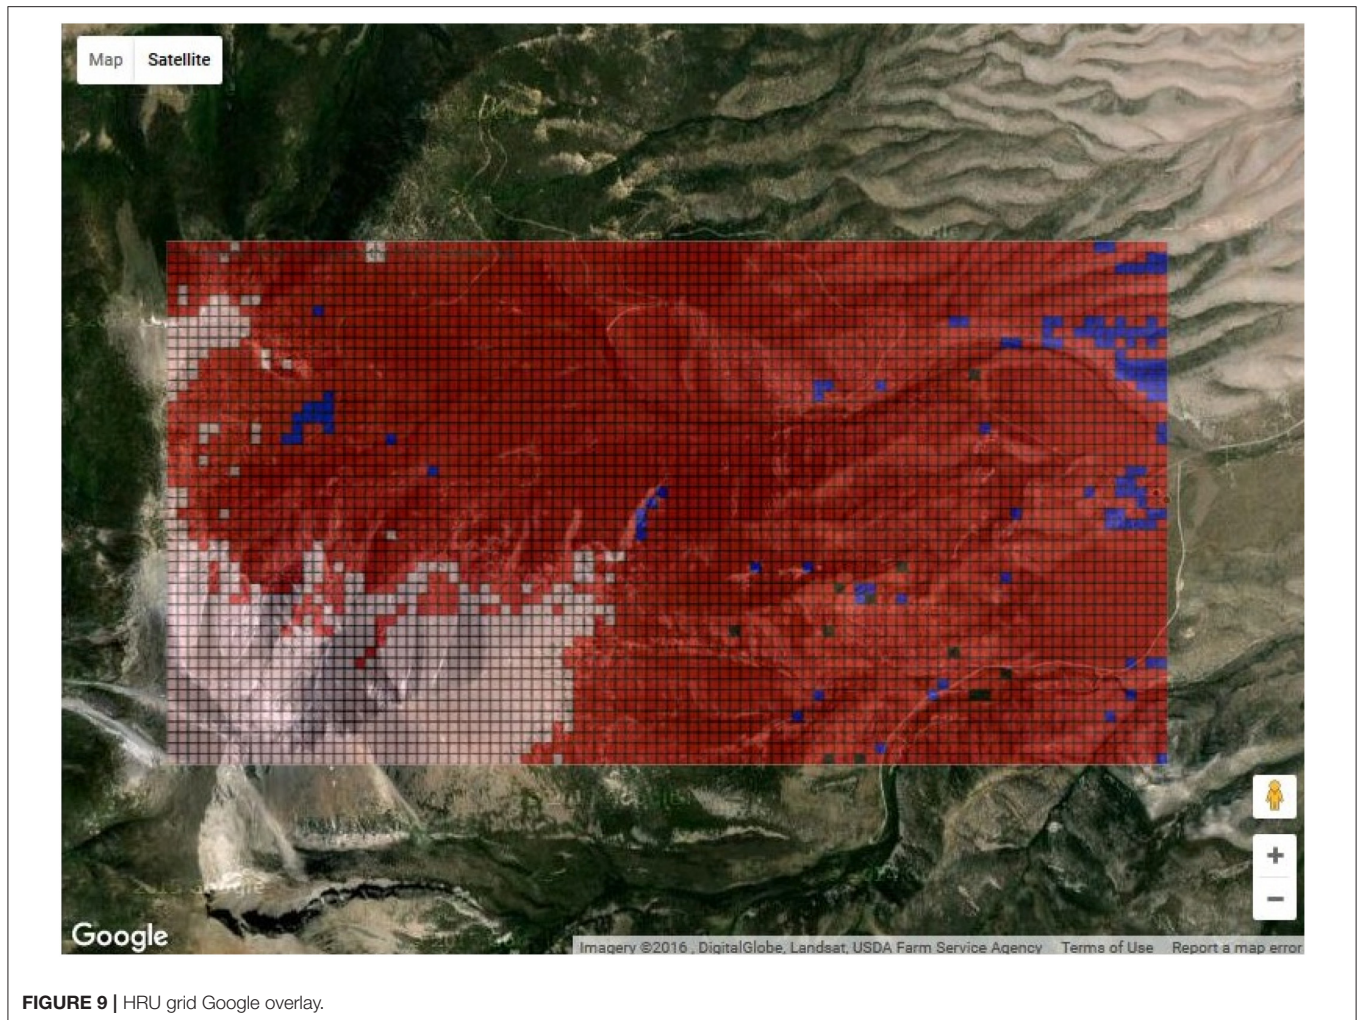 Map Satellite
Google
Imagery ©2016 , DigitalGlobe, Landsat, USDA Farm Service Agency Terms of Use Report a map error
FIGURE 9 | HRU grid Google overlay.